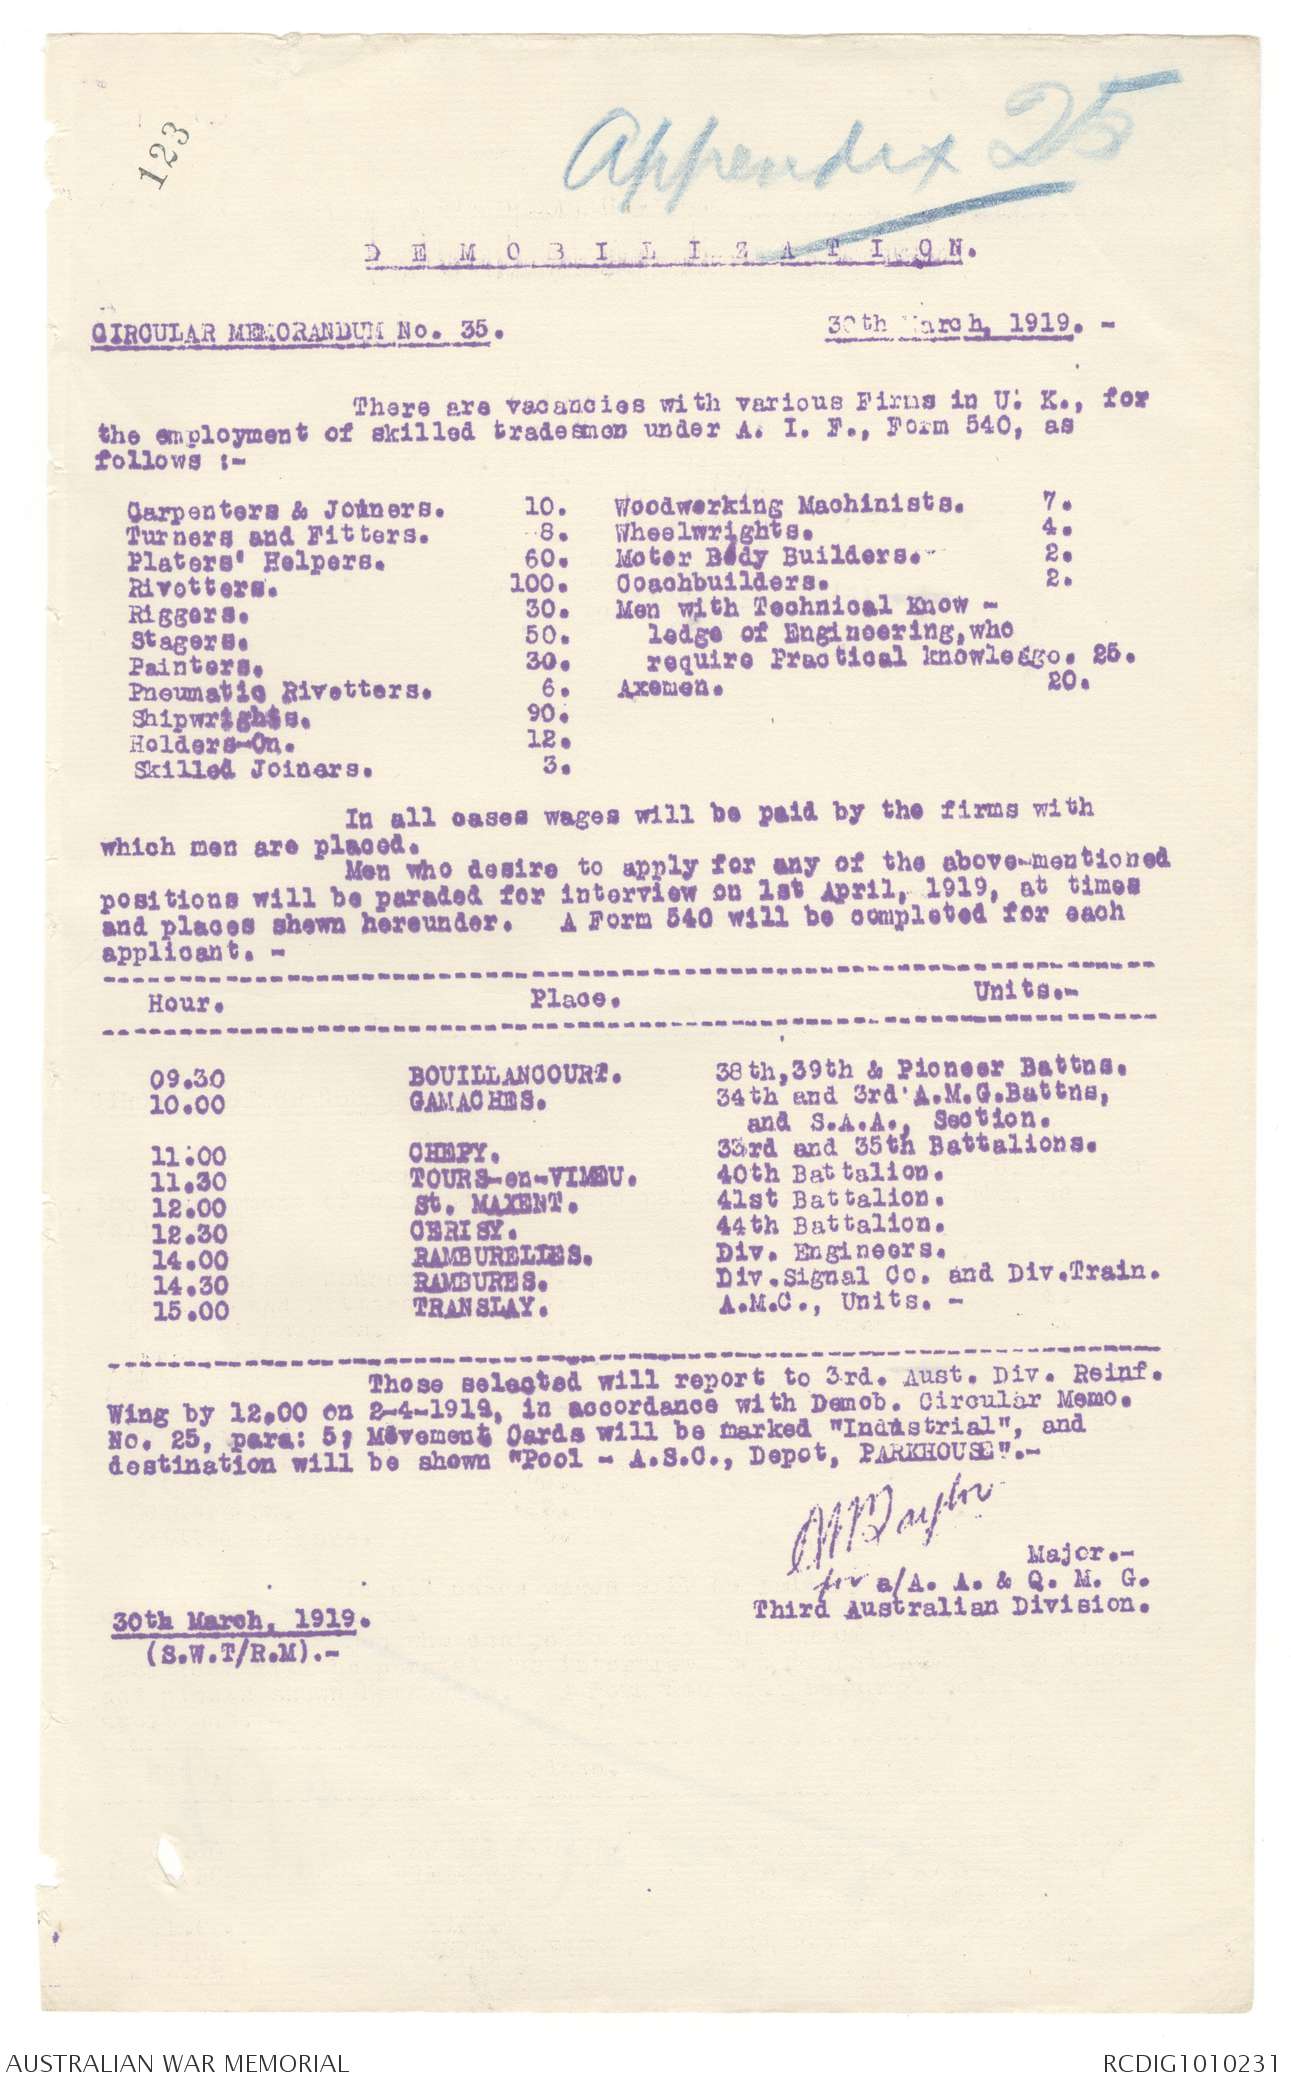 123
Appendix 25
D E M O B I L I Z A T I O N.
CIRCULAR MEMORANDUM No. 35. 30th March, 1919. -
There are vacancies with various Firms in U. K., for
the employment of skilled tradesmen under A. I. F., Form 540, as
follows :-
Carpenters & Joiners. 10. Woodworking Machinists. 7.
Turners and Fitters. 8. Wheelwrights. 4.
Platers' Helpers. 60. Motor Body Builders. 2.
Rivetters. 100. Coachbuilders. 2.
Riggers. 30. Men with Technical Know -
Stagers. 50. ledge of Engineering,who
Painters. 30. require Practical knowledge. 25.
Pneumatic Rivetters. 6. Axemen. 20.
Shipwrights. 90.
Holders-On. 12.
Skilled Joiners. 3.
In all cases wages will be paid by the firms with
which men are placed.
Men who desire to apply for any of the above-mentioned
positions will be paraded for interview on 1st April, 1919, at times
and places shewn hereunder. A Form 540 will be completed for each
applicant. -
Hour. Place. Units.-
09.30 BOUILLANCOURT. 38th,39th & Pioneer Battns.
10.00 GAMACHES. 34th and 3rd A.M.G.Battns,
and S.A.A., Section.
11.00 CHEPY. 33rd and 35th Battalions.
11.30 TOURS-en-VIMEU. 40th Battalion.
12.00 St. MAXENT. 41st Battalion.
12.30 CERISY. 44th Battalion.
14.00 RAMBURELLES. Div. Engineers.
14.30 RAMBURES. Div.Signal Co. and Div.Train.
15.00 TRANSLAY. A.M.C., Units. -
Those selected will report to 3rd. Aust. Div. Reinf.
Wing by 12.00 on 2-4-1919, in accordance with Demob. Circular Memo.
No. 25, para: 5; Movement Cards will be marked "Industrial", and
destination will be shown "Pool - A.S.C., Depot, PARKHOUSE".-
Taylor
Major.-
for a/A. A. & Q. M. G.
Third Australian Division.
30th March, 1919.
(S.W.T/R.M).-
AUSTRALIAN WAR MEMORIAL RCDIG1010231